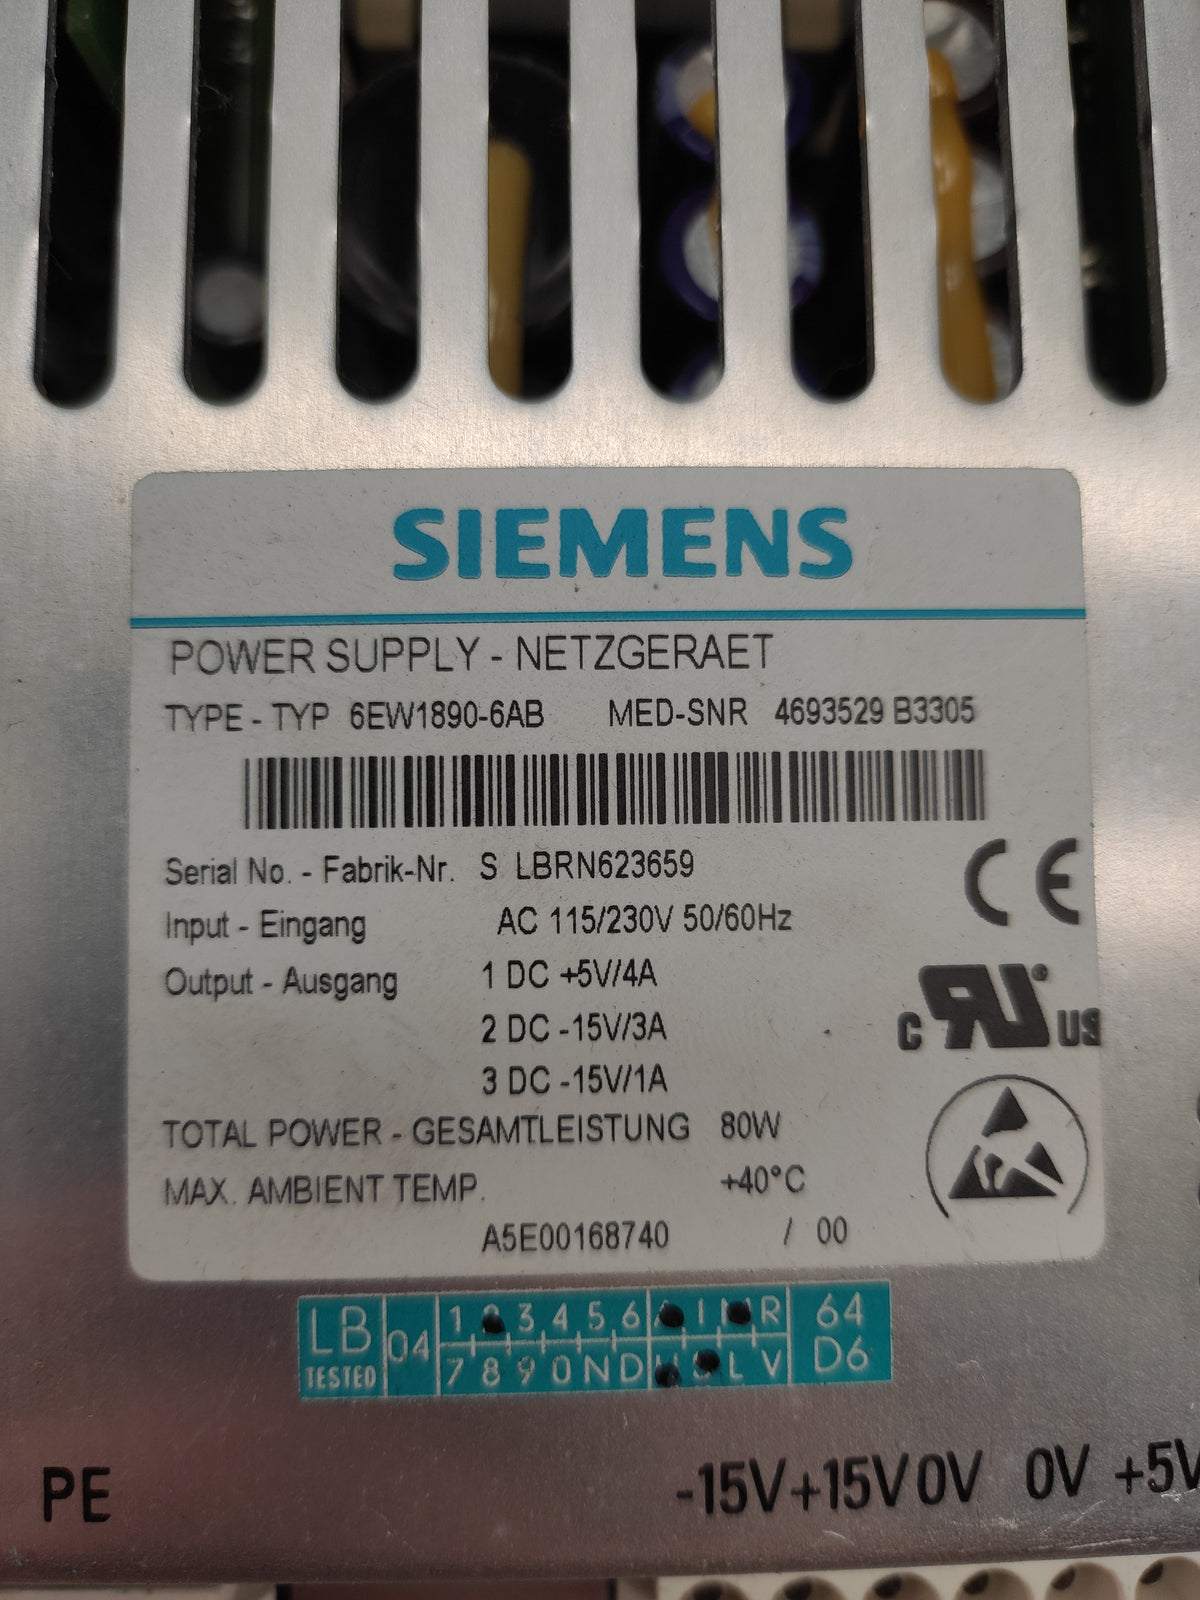 SIEMENS
POWER SUPPLY - NETZGERAET
TYPE - TYP 6EW1890-6AB MED-SNR 4693529 B3305
Serial No. - Fabrik-Nr. S LBRN623659
Input - Eingang AC 115/230V 50/60Hz
Output - Ausgang 1 DC +5V/4A
2 DC -15V/3A
3 DC -15V/1A
TOTAL POWER - GESAMTLEISTUNG 80W
MAX. AMBIENT TEMP. +40°C
A5E00168740 / 00
CE
C RU ® US
LB TESTED 04
1 3 4 5 6 I R 64
7 8 9 0 N D L V D6
PE -15V +15V 0V 0V +5V